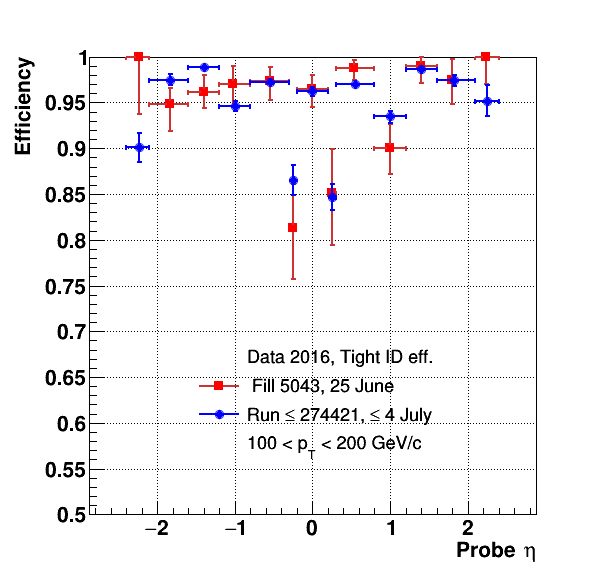 Efficiency
1
0.95
0.9
0.85
0.8
0.75
0.7
0.65
0.6
0.55
0.5
Data 2016, Tight ID eff.
Fill 5043, 25 June
Run ≤ 274421, ≤ 4 July
100 < p_T < 200 GeV/c
−2 −1 0 1 2
Probe η